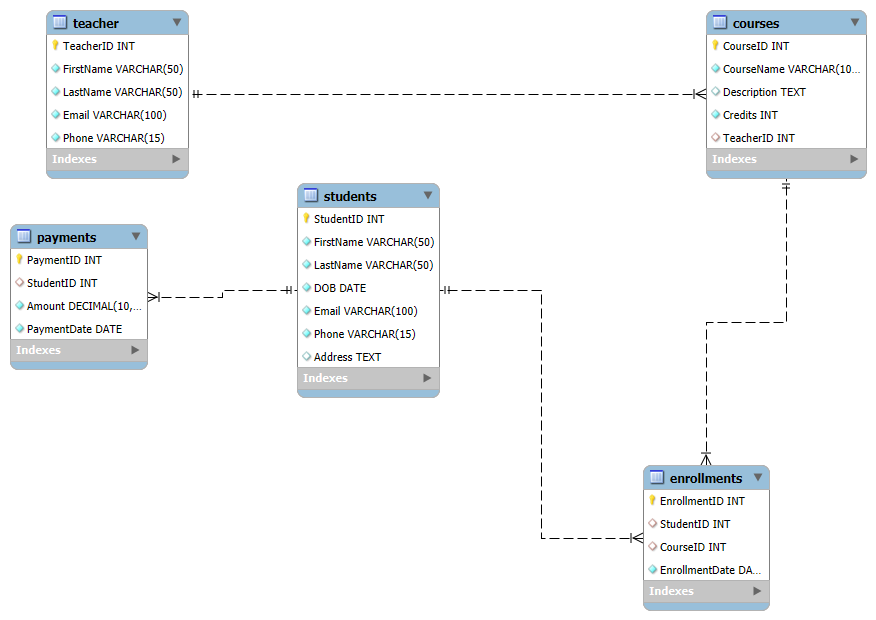 teacher
TeacherID INT
FirstName VARCHAR(50)
LastName VARCHAR(50)
Email VARCHAR(100)
Phone VARCHAR(15)
Indexes
courses
CourseID INT
CourseName VARCHAR(10...
Description TEXT
Credits INT
TeacherID INT
Indexes
students
StudentID INT
FirstName VARCHAR(50)
LastName VARCHAR(50)
DOB DATE
Email VARCHAR(100)
Phone VARCHAR(15)
Address TEXT
Indexes
payments
PaymentID INT
StudentID INT
Amount DECIMAL(10,...
PaymentDate DATE
Indexes
enrollments
EnrollmentID INT
StudentID INT
CourseID INT
EnrollmentDate DA...
Indexes